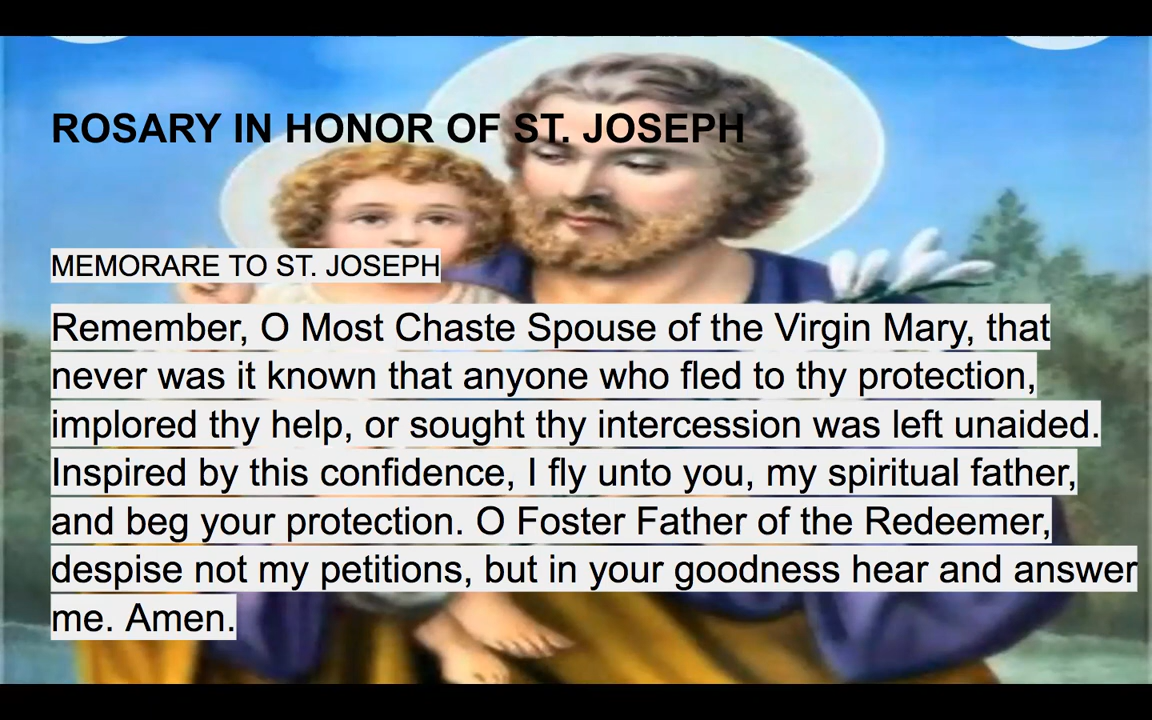 ROSARY IN HONOR OF ST. JOSEPH
MEMORARE TO ST. JOSEPH
Remember, O Most Chaste Spouse of the Virgin Mary, that
never was it known that anyone who fled to thy protection,
implored thy help, or sought thy intercession was left unaided.
Inspired by this confidence, I fly unto you, my spiritual father,
and beg your protection. O Foster Father of the Redeemer,
despise not my petitions, but in your goodness hear and answer
me. Amen.